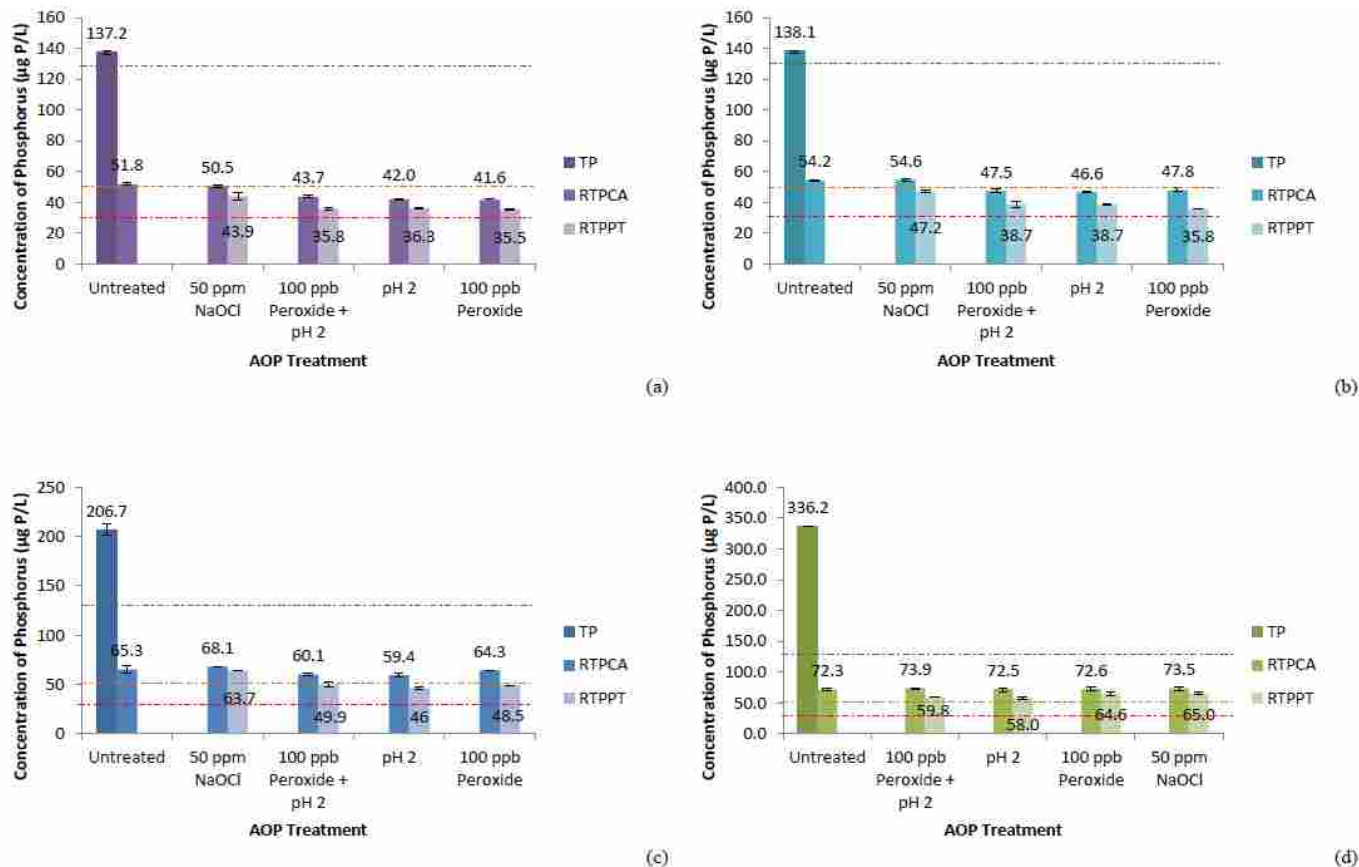 Concentration of Phosphorus (µg P/L)
160
140
120
100
80
60
40
20
0
137.2
51.8
50.5
43.9
43.7
35.8
42.0
36.3
41.6
35.5
Untreated
50 ppm
NaOCl
100 ppb
Peroxide +
pH 2
pH 2
100 ppb
Peroxide
AOP Treatment
TP
RTPCA
RTPPT
(a)
Concentration of Phosphorus (µg P/L)
160
140
120
100
80
60
40
20
0
138.1
54.2
54.6
47.2
47.5
38.7
46.6
38.7
47.8
35.8
Untreated
50 ppm
NaOCl
100 ppb
Peroxide +
pH 2
pH 2
100 ppb
Peroxide
AOP Treatment
TP
RTPCA
RTPPT
(b)
Concentration of Phosphorus (µg P/L)
250
200
150
100
50
0
206.7
65.3
68.1
63.7
60.1
49.9
59.4
46
64.3
48.5
Untreated
50 ppm
NaOCl
100 ppb
Peroxide +
pH 2
pH 2
100 ppb
Peroxide
AOP Treatment
TP
RTPCA
RTPPT
(c)
Concentration of Phosphorus (µg P/L)
400.0
350.0
300.0
250.0
200.0
150.0
100.0
50.0
0.0
336.2
72.3
73.9
59.8
72.5
58.0
72.6
64.6
73.5
65.0
Untreated
100 ppb
Peroxide +
pH 2
pH 2
100 ppb
Peroxide
50 ppm
NaOCl
AOP Treatment
TP
RTPCA
RTPPT
(d)